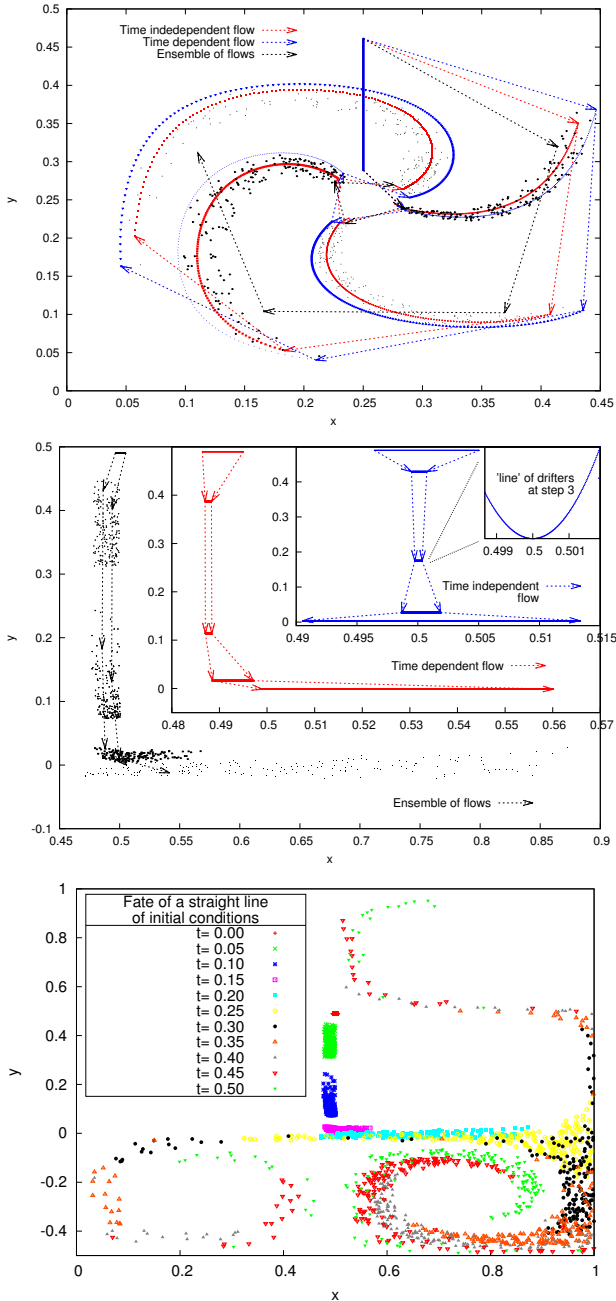 0.5
0.45
0.4
0.35
0.3
0.25
0.2
0.15
0.1
0.05
0
y
Time indedependent flow
Time dependent flow
Ensemble of flows
0 0.05 0.1 0.15 0.2 0.25 0.3 0.35 0.4 0.45
x
0.5
0.4
0.3
0.2
0.1
0
-0.1
y
0.4
0.3
0.2
0.1
0
0.4
0.3
0.2
0.1
0
'line' of drifters
at step 3
0.499 0.5 0.501
Time independent
flow
0.49 0.495 0.5 0.505 0.51 0.515
Time dependent flow
0.48 0.49 0.5 0.51 0.52 0.53 0.54 0.55 0.56 0.57
Ensemble of flows
0.45 0.5 0.55 0.6 0.65 0.7 0.75 0.8 0.85 0.9
x
1
0.8
0.6
0.4
0.2
0
-0.2
-0.4
y
Fate of a straight line
of initial conditions
t= 0.00
t= 0.05
t= 0.10
t= 0.15
t= 0.20
t= 0.25
t= 0.30
t= 0.35
t= 0.40
t= 0.45
t= 0.50
0 0.2 0.4 0.6 0.8 1
x